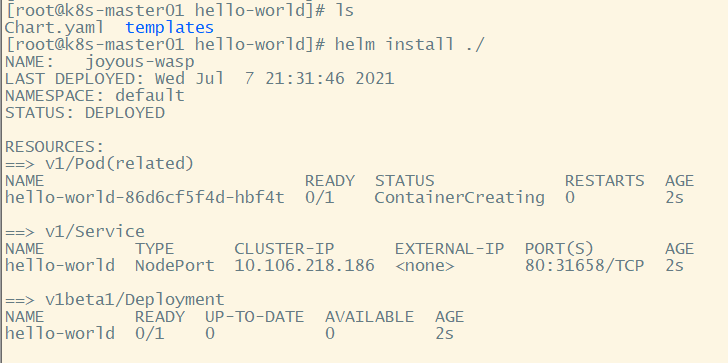 [root@k8s-master01 hello-world]# ls
Chart.yaml  templates
[root@k8s-master01 hello-world]# helm install ./
NAME:   joyous-wasp
LAST DEPLOYED: Wed Jul  7 21:31:46 2021
NAMESPACE: default
STATUS: DEPLOYED

RESOURCES:
==> v1/Pod(related)
NAME                          READY  STATUS             RESTARTS  AGE
hello-world-86d6cf5f4d-hbf4t  0/1    ContainerCreating  0         2s

==> v1/Service
NAME         TYPE      CLUSTER-IP      EXTERNAL-IP  PORT(S)       AGE
hello-world  NodePort  10.106.218.186  <none>       80:31658/TCP  2s

==> v1beta1/Deployment
NAME         READY  UP-TO-DATE  AVAILABLE  AGE
hello-world  0/1    0           0          2s